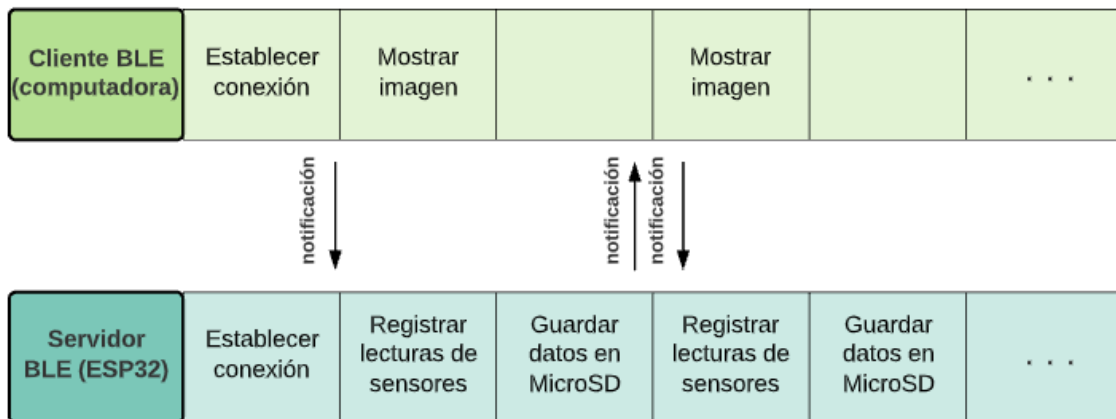 Cliente BLE
(computadora)
Establecer
conexión
Mostrar
imagen
Mostrar
imagen
. . .
notificación
notificación
notificación
Servidor
BLE (ESP32)
Establecer
conexión
Registrar
lecturas de
sensores
Guardar
datos en
MicroSD
Registrar
lecturas de
sensores
Guardar
datos en
MicroSD
. . .